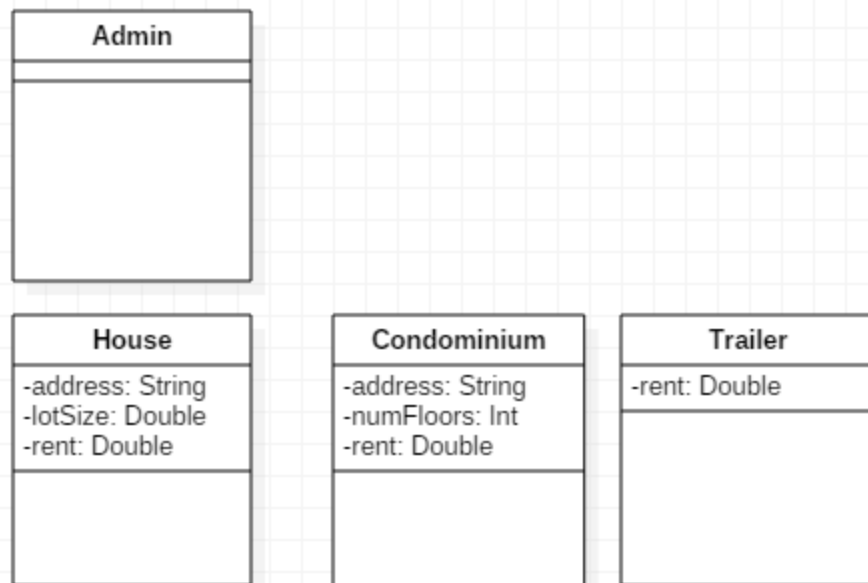 Admin
House
-address: String
-lotSize: Double
-rent: Double
Condominium
-address: String
-numFloors: Int
-rent: Double
Trailer
-rent: Double